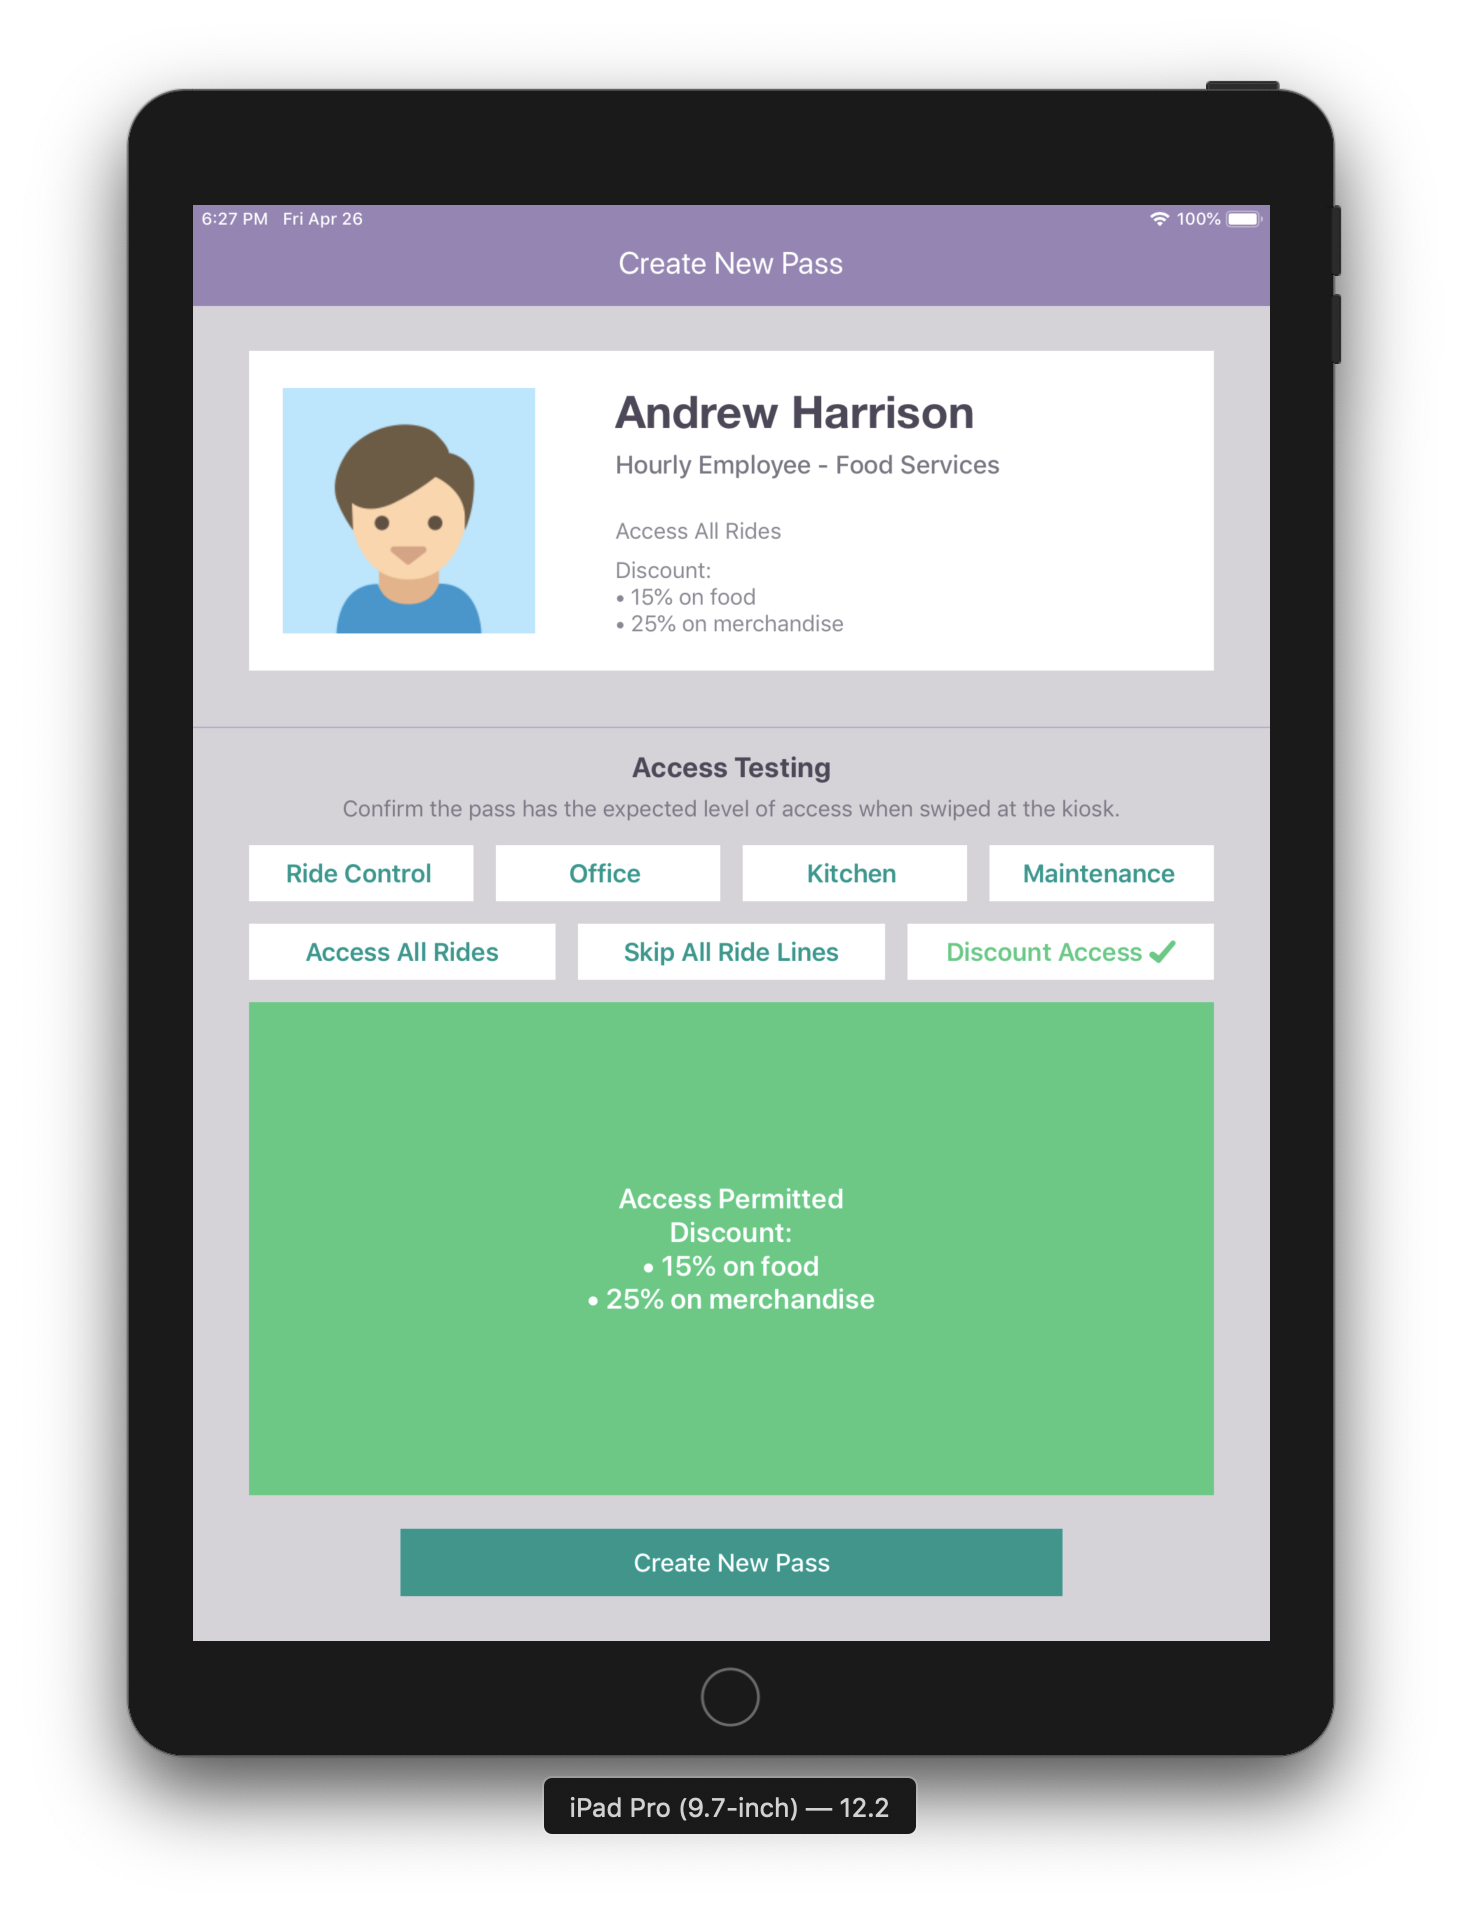 6:27 PM Fri Apr 26 100%
Create New Pass
Andrew Harrison
Hourly Employee - Food Services
Access All Rides
Discount:
• 15% on food
• 25% on merchandise
Access Testing
Confirm the pass has the expected level of access when swiped at the kiosk.
Ride Control Office Kitchen Maintenance
Access All Rides Skip All Ride Lines Discount Access ✓
Access Permitted
Discount:
• 15% on food
• 25% on merchandise
Create New Pass
iPad Pro (9.7-inch) — 12.2